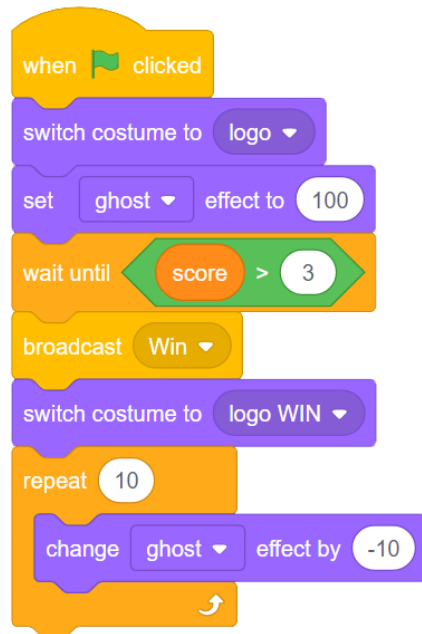 when clicked
switch costume to logo
set ghost effect to 100
wait until score > 3
broadcast Win
switch costume to logo WIN
repeat 10
change ghost effect by -10